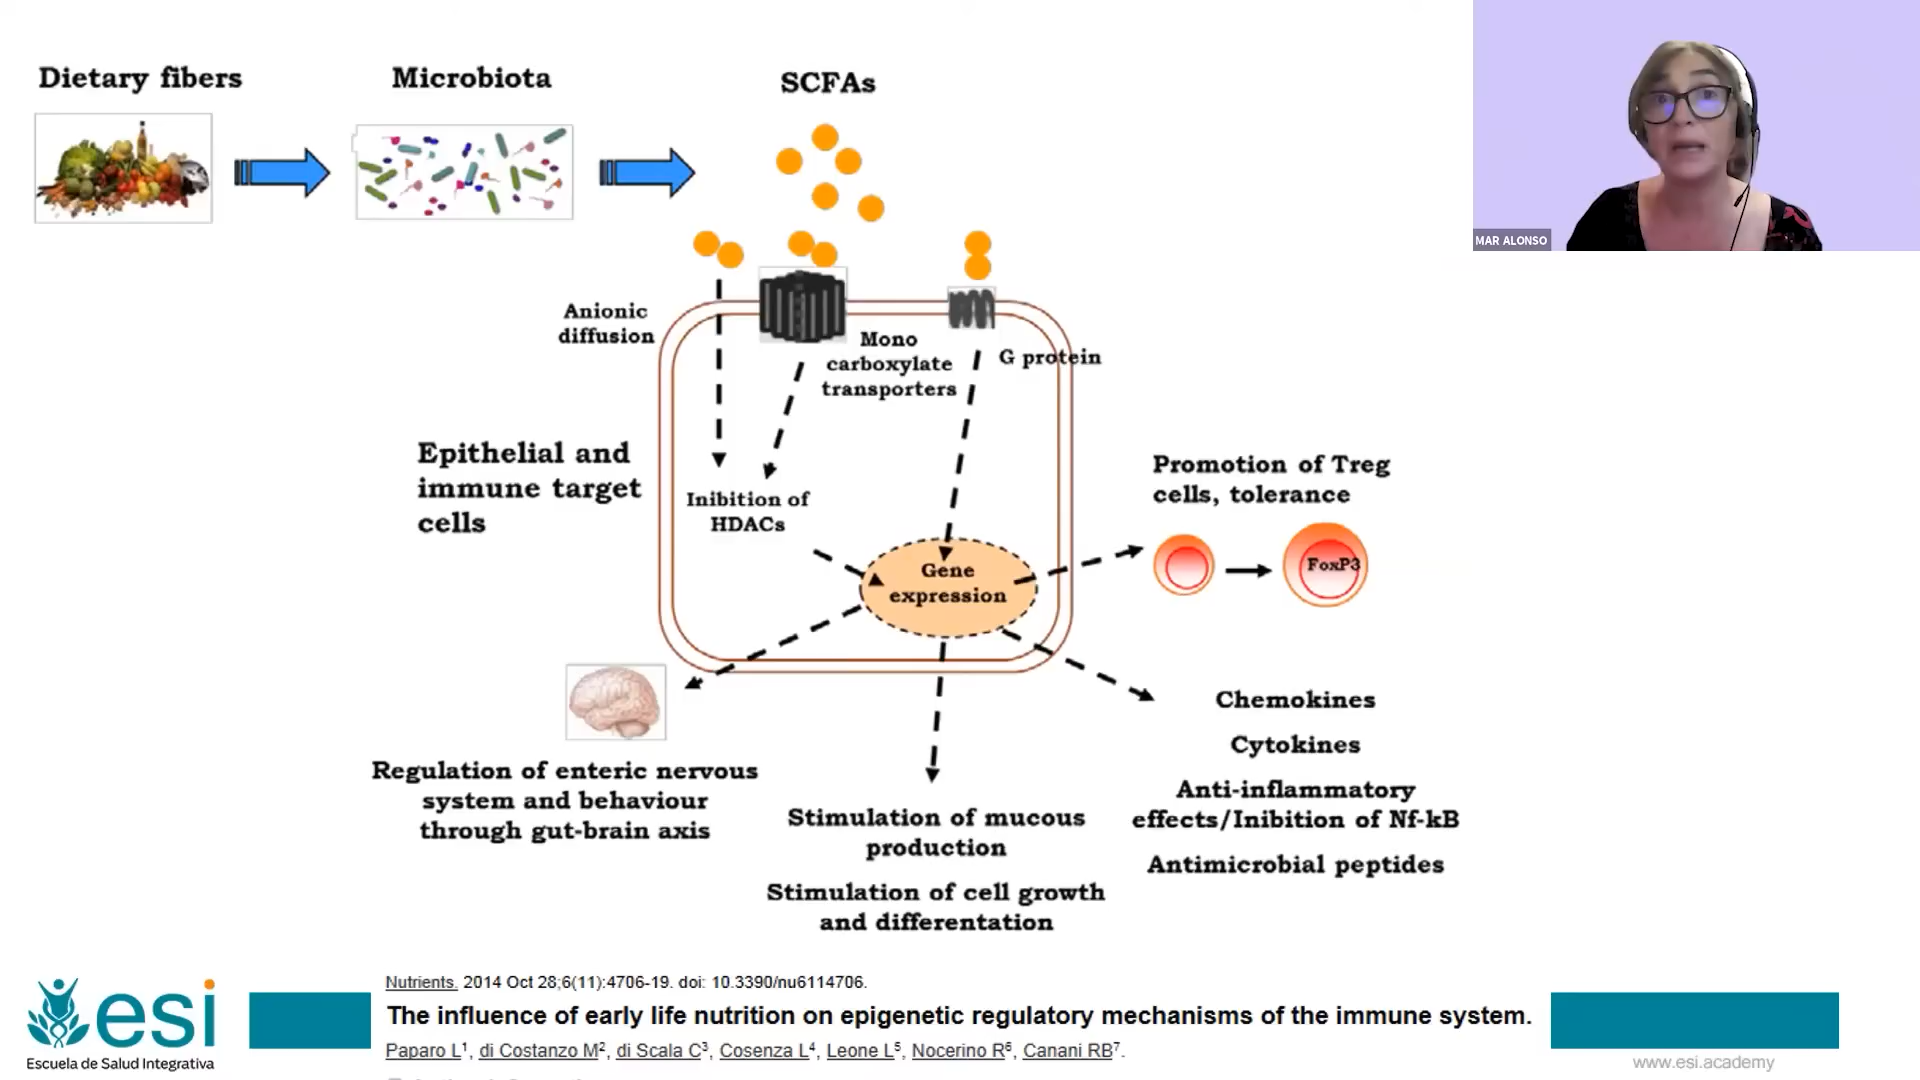 Dietary fibers
Microbiota
SCFAs
MAR ALONSO
Anionic
diffusion
Mono
carboxylate
transporters
G protein
Epithelial and
immune target
cells
Inibition of
HDACs
Gene
expression
Promotion of Treg
cells, tolerance
FoxP3
Regulation of enteric nervous
system and behaviour
through gut-brain axis
Stimulation of mucous
production
Stimulation of cell growth
and differentation
Chemokines
Cytokines
Anti-inflammatory
effects/Inibition of Nf-kB
Antimicrobial peptides
esi
Escuela de Salud Integrativa
Nutrients. 2014 Oct 28;6(11):4706-19. doi: 10.3390/nu6114706.
The influence of early life nutrition on epigenetic regulatory mechanisms of the immune system.
Paparo L1, di Costanzo M2, di Scala C3, Cosenza L4, Leone L5, Nocerino R6, Canani RB7.
www.esi.academy